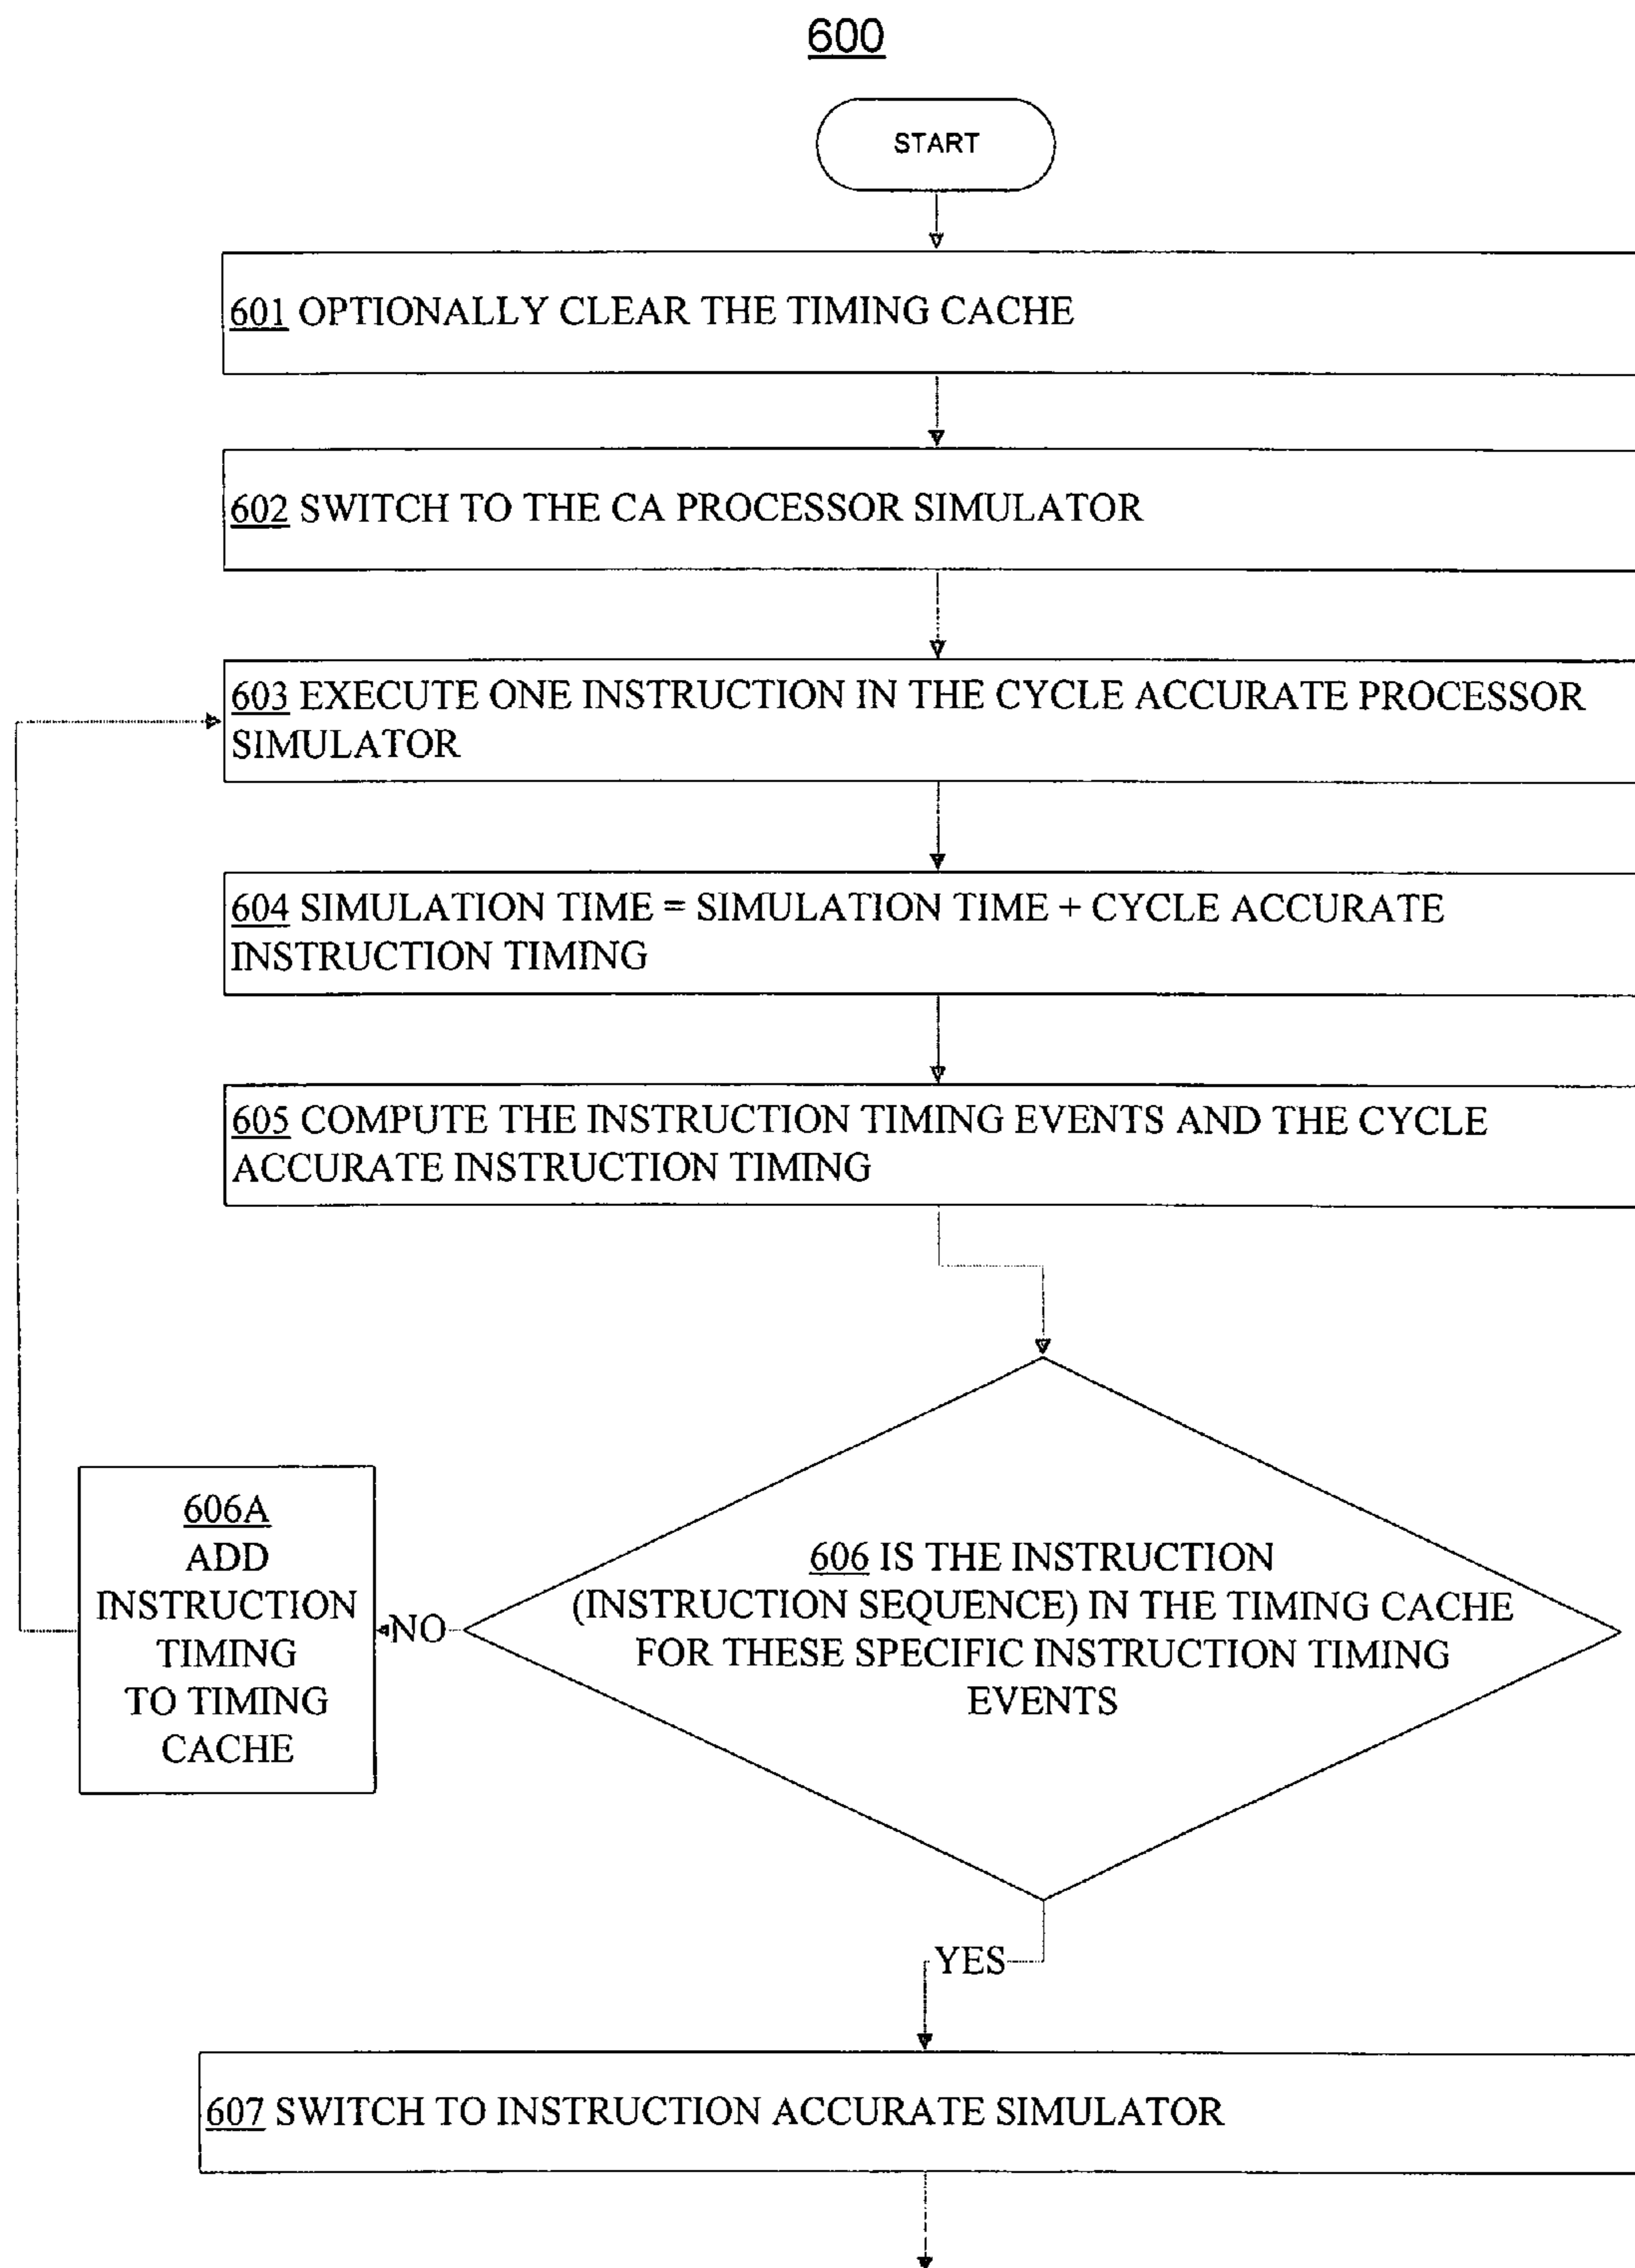 600
START
601 OPTIONALLY CLEAR THE TIMING CACHE
602 SWITCH TO THE CA PROCESSOR SIMULATOR
603 EXECUTE ONE INSTRUCTION IN THE CYCLE ACCURATE PROCESSOR
SIMULATOR
604 SIMULATION TIME = SIMULATION TIME + CYCLE ACCURATE
INSTRUCTION TIMING
605 COMPUTE THE INSTRUCTION TIMING EVENTS AND THE CYCLE
ACCURATE INSTRUCTION TIMING
606 IS THE INSTRUCTION
(INSTRUCTION SEQUENCE) IN THE TIMING CACHE
FOR THESE SPECIFIC INSTRUCTION TIMING
EVENTS
NO
606A
ADD
INSTRUCTION
TIMING
TO TIMING
CACHE
YES
607 SWITCH TO INSTRUCTION ACCURATE SIMULATOR